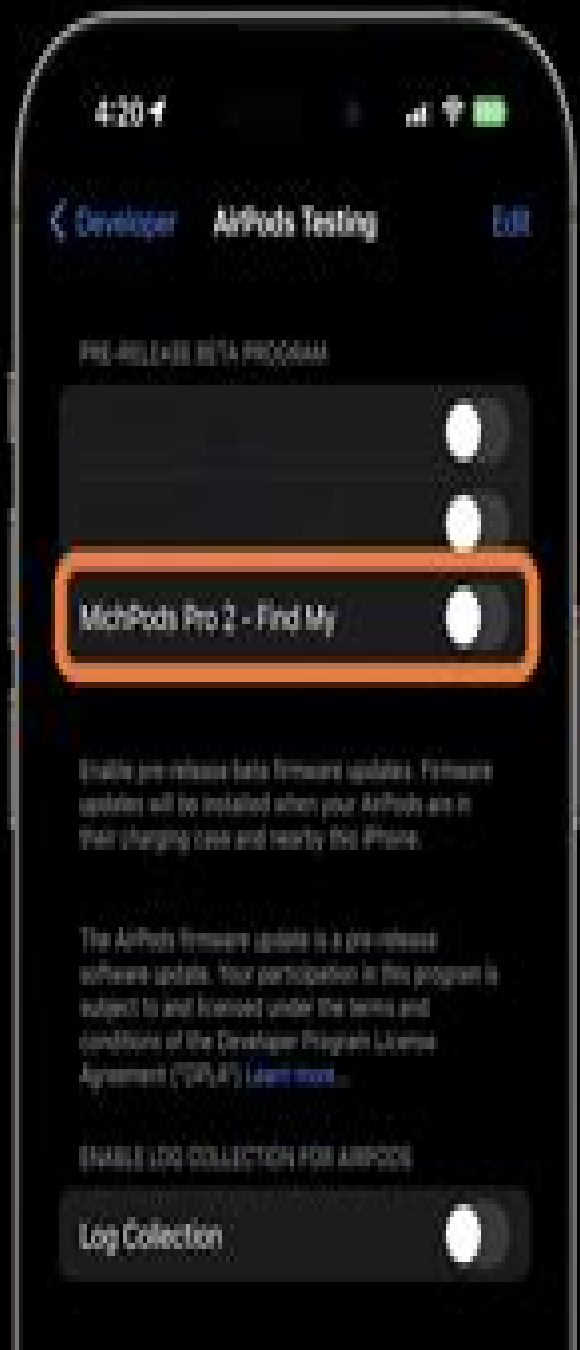 4:20
Developer
AirPods Testing
Edit
PRE-RELEASE BETA PROGRAM
MichPods Pro 2 - Find My
Enable pre-release beta firmware updates. Firmware
updates will be installed when your AirPods are in
their charging case and nearby this iPhone.
The AirPods firmware update is a pre-release
software update. Your participation in this program is
subject to and licensed under the terms and
conditions of the Developer Program License
Agreement ("DPLA") Learn more...
ENABLE LOG COLLECTION FOR AIRPODS
Log Collection